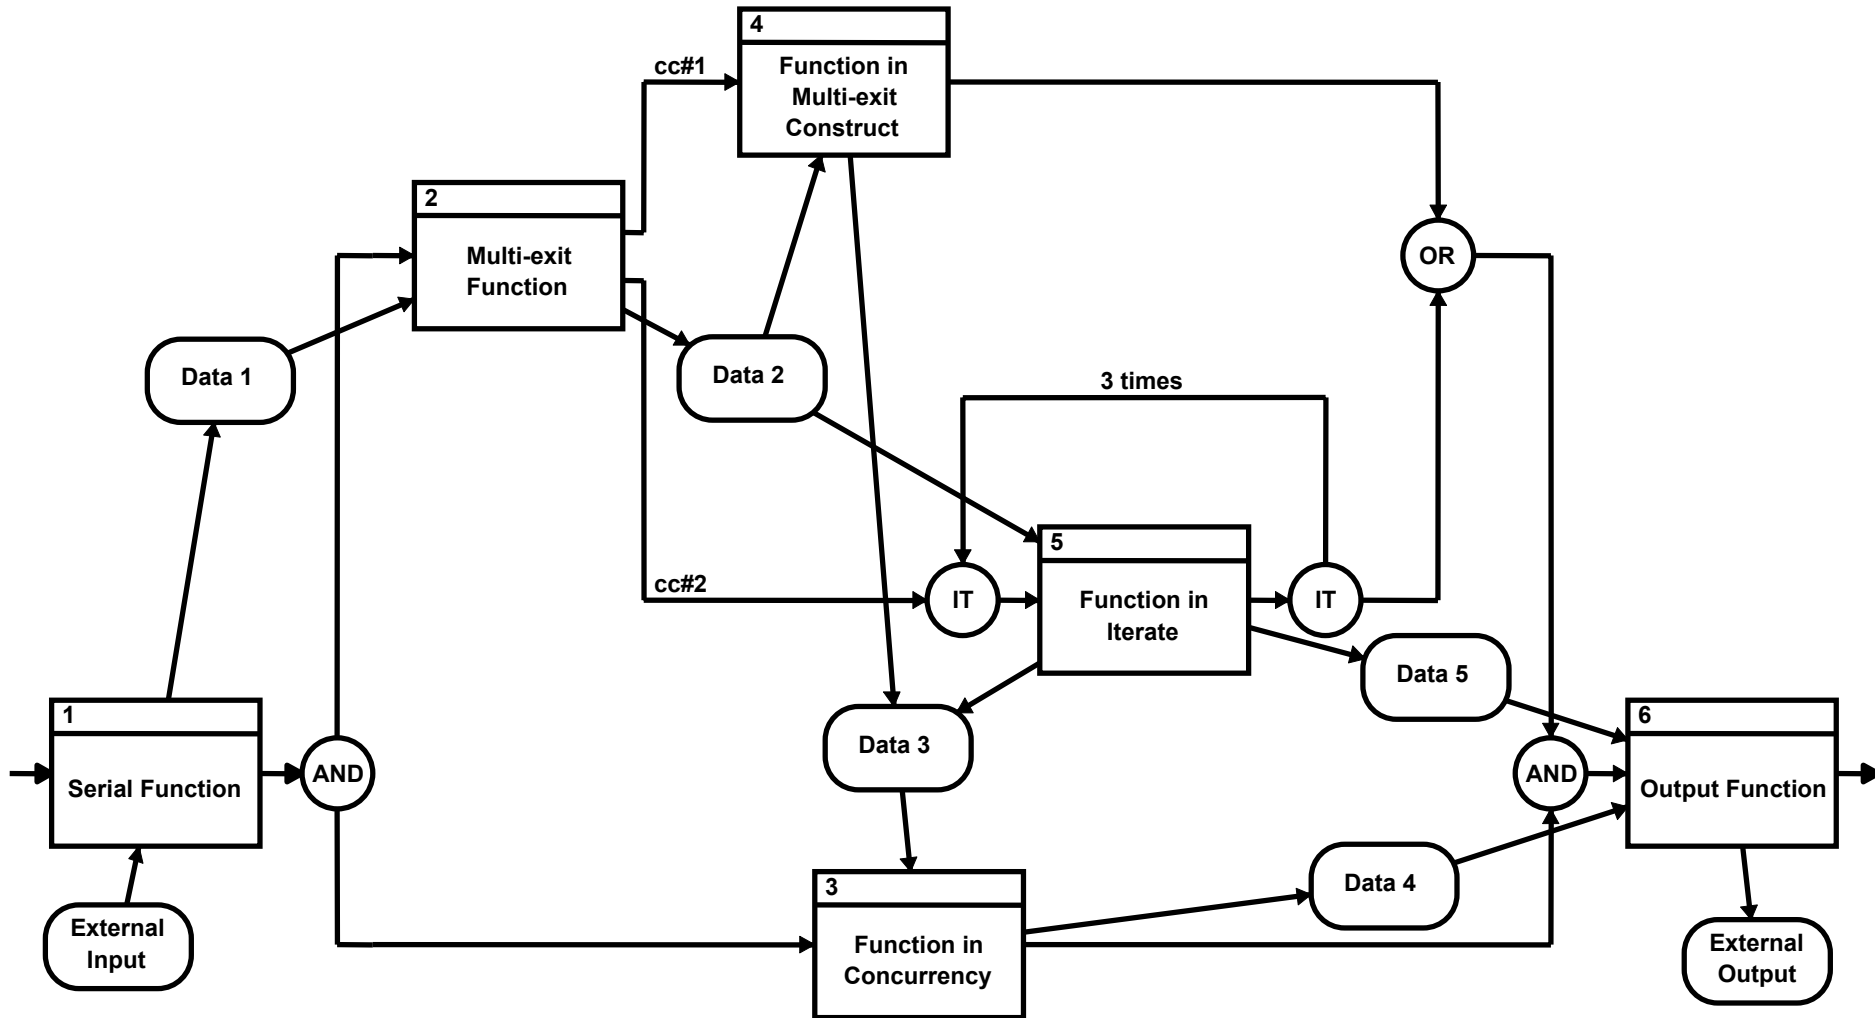 4
Function in
Multi-exit
Construct
cc#1
2
Multi-exit
Function
OR
Data 1
Data 2
3 times
5
Function in
Iterate
cc#2
IT
IT
Data 5
1
Serial Function
AND
Data 3
6
Output Function
AND
3
Function in
Concurrency
Data 4
External
Input
External
Output